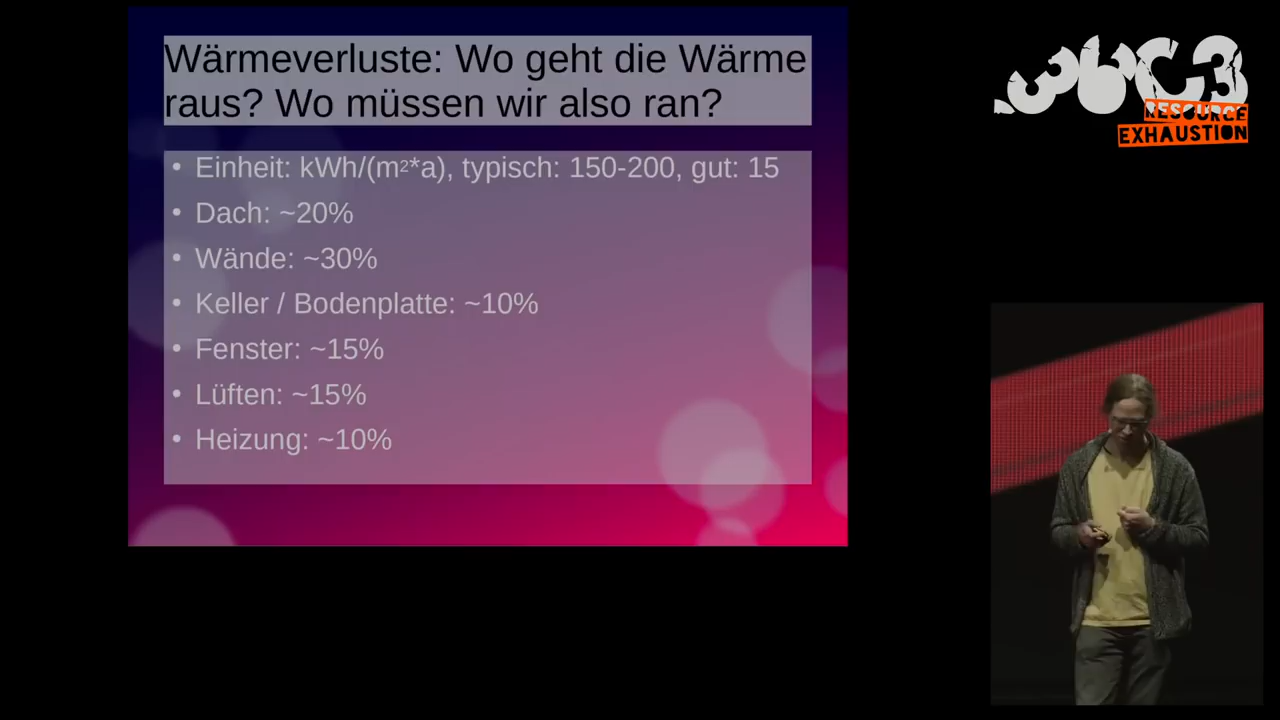 Wärmeverluste: Wo geht die Wärme
raus? Wo müssen wir also ran?
• Einheit: kWh/(m²*a), typisch: 150-200, gut: 15
• Dach: ~20%
• Wände: ~30%
• Keller / Bodenplatte: ~10%
• Fenster: ~15%
• Lüften: ~15%
• Heizung: ~10%
36C3
RESOURCE
EXHAUSTION